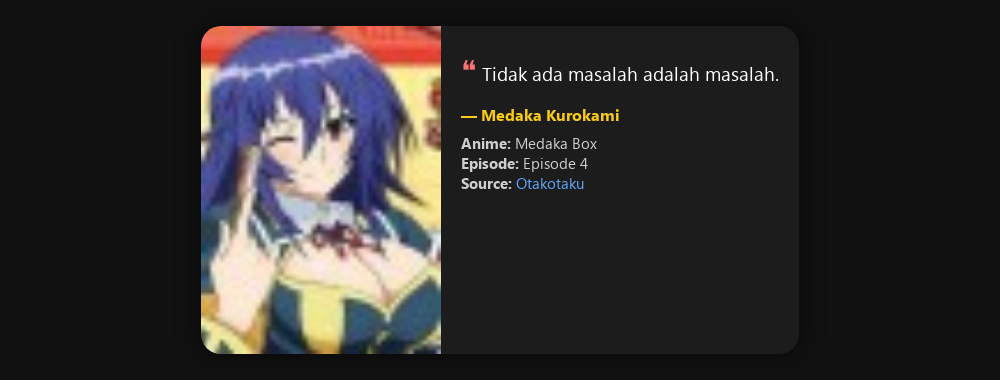 ❝ Tidak ada masalah adalah masalah.
— Medaka Kurokami
Anime: Medaka Box
Episode: Episode 4
Source: Otakotaku